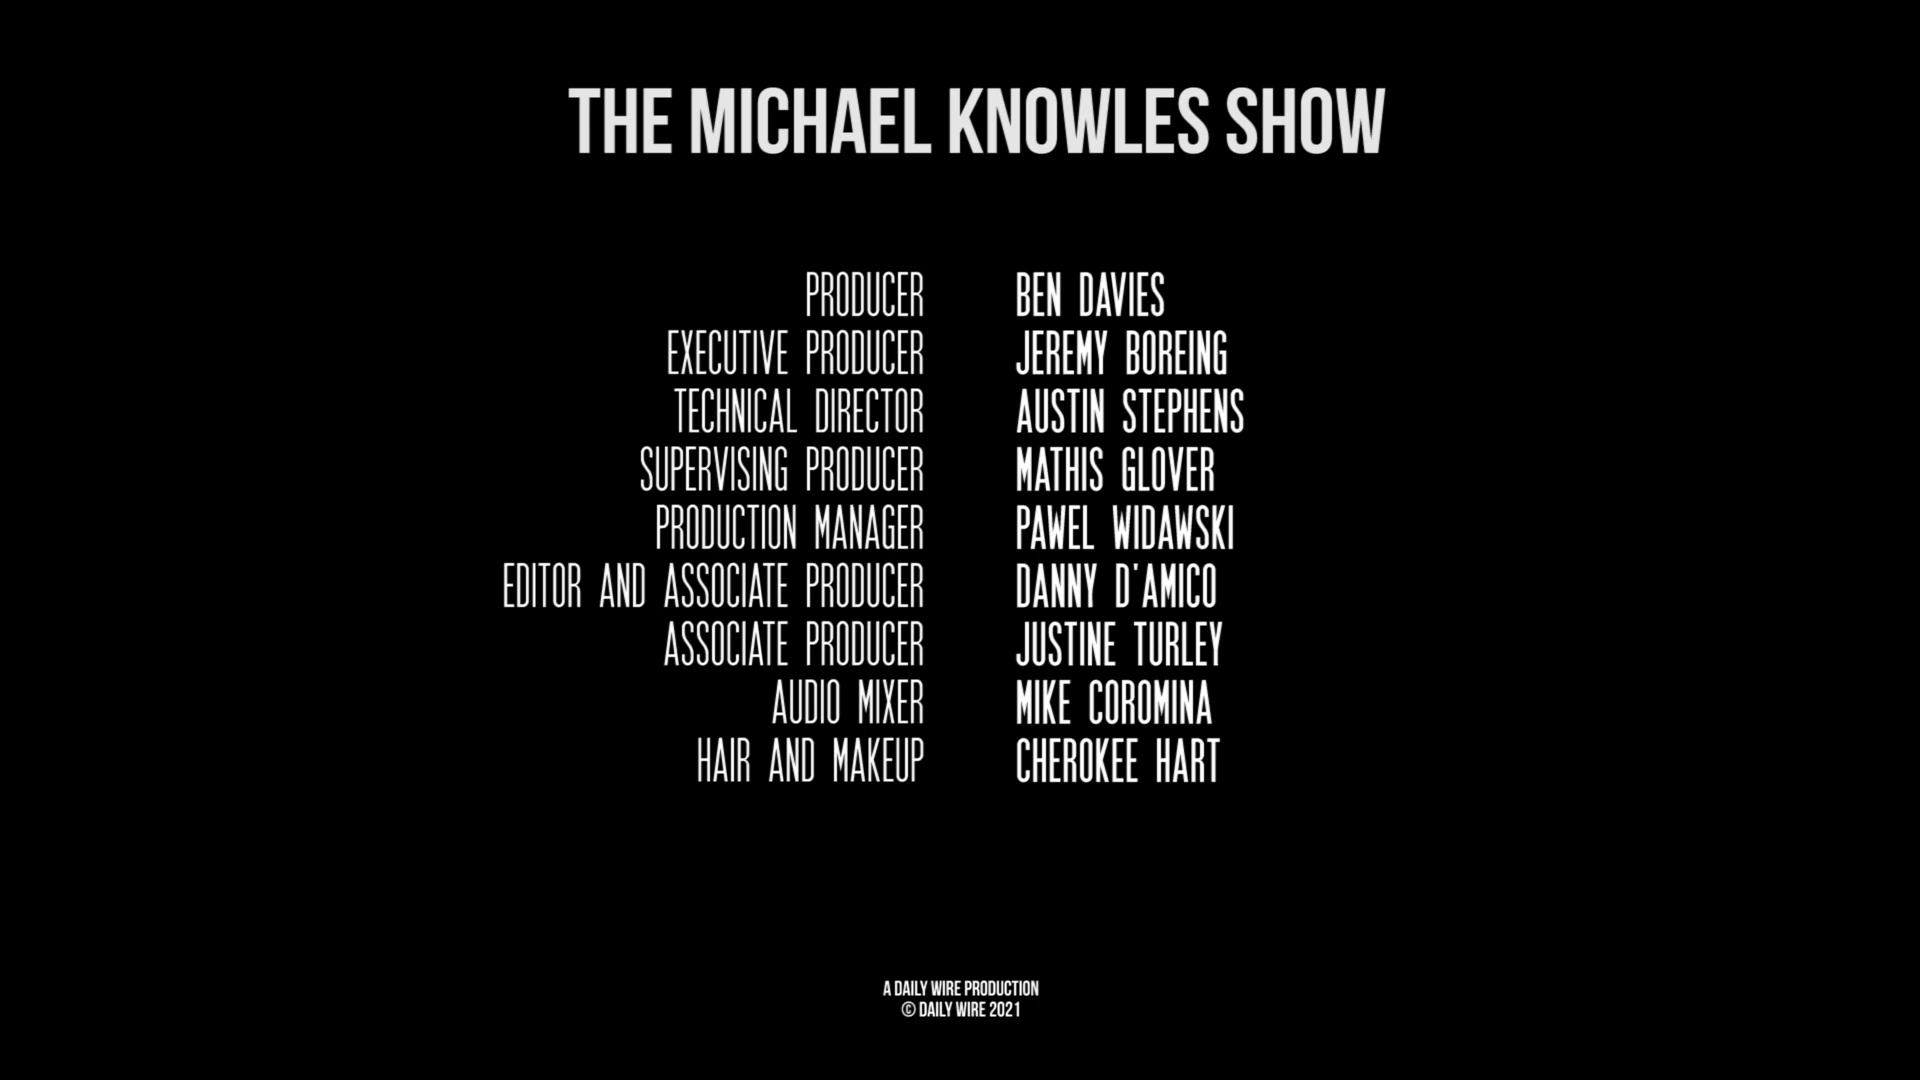 THE MICHAEL KNOWLES SHOW
PRODUCER BEN DAVIES
EXECUTIVE PRODUCER JEREMY BOREING
TECHNICAL DIRECTOR AUSTIN STEPHENS
SUPERVISING PRODUCER MATHIS GLOVER
PRODUCTION MANAGER PAWEL WIDAWSKI
EDITOR AND ASSOCIATE PRODUCER DANNY D'AMICO
ASSOCIATE PRODUCER JUSTINE TURLEY
AUDIO MIXER MIKE COROMINA
HAIR AND MAKEUP CHEROKEE HART
A DAILY WIRE PRODUCTION
© DAILY WIRE 2021